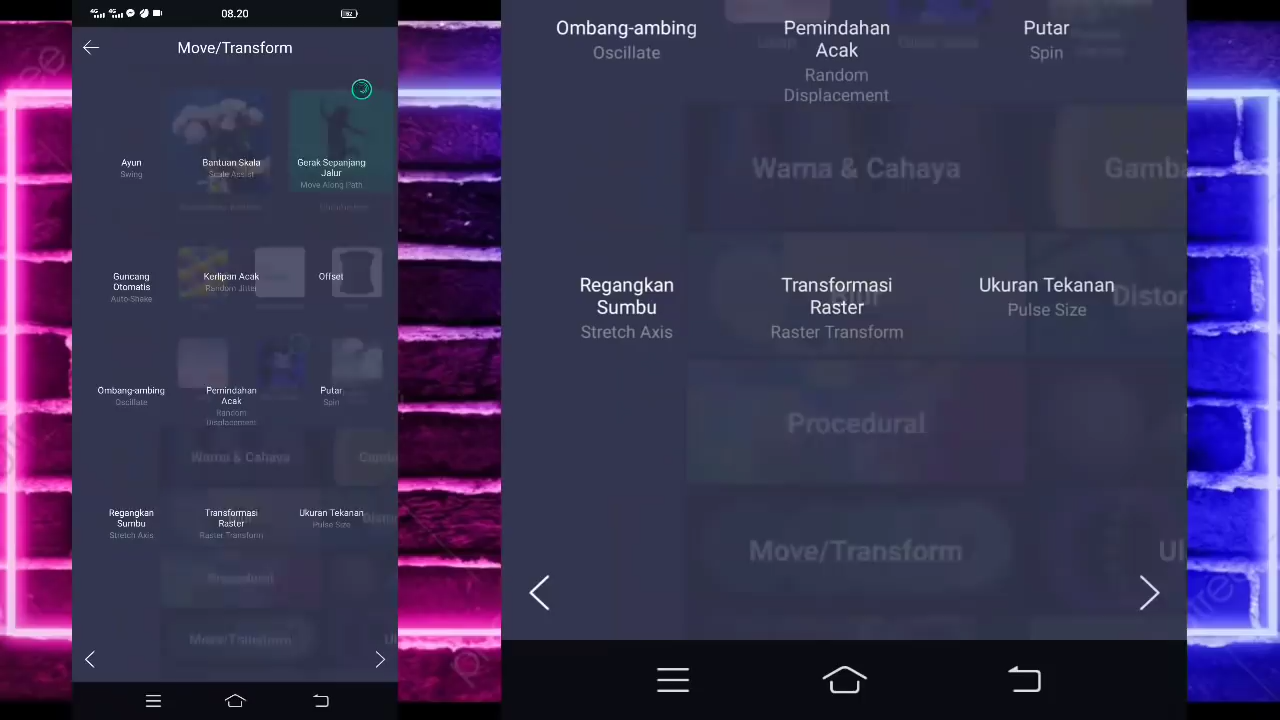 08.20
Move/Transform
Ayun
Swing
Bantuan Skala
Scale Assist
Gerak Sepanjang
Jalur
Move Along Path
Guncang
Otomatis
Auto-Shake
Kerlipan Acak
Random Jitter
Offset
Ombang-ambing
Oscillate
Pemindahan
Acak
Random
Displacement
Putar
Spin
Warna & Cahaya
Regangkan
Sumbu
Stretch Axis
Transformasi
Raster
Raster Transform
Ukuran Tekanan
Pulse Size
Procedural
Move/Transform
Ombang-ambing
Oscillate
Pemindahan
Acak
Random
Displacement
Putar
Spin
Warna & Cahaya
Gamba
Regangkan
Sumbu
Stretch Axis
Transformasi
Raster
Raster Transform
Ukuran Tekanan
Pulse Size
Blur
Distor
Procedural
Move/Transform